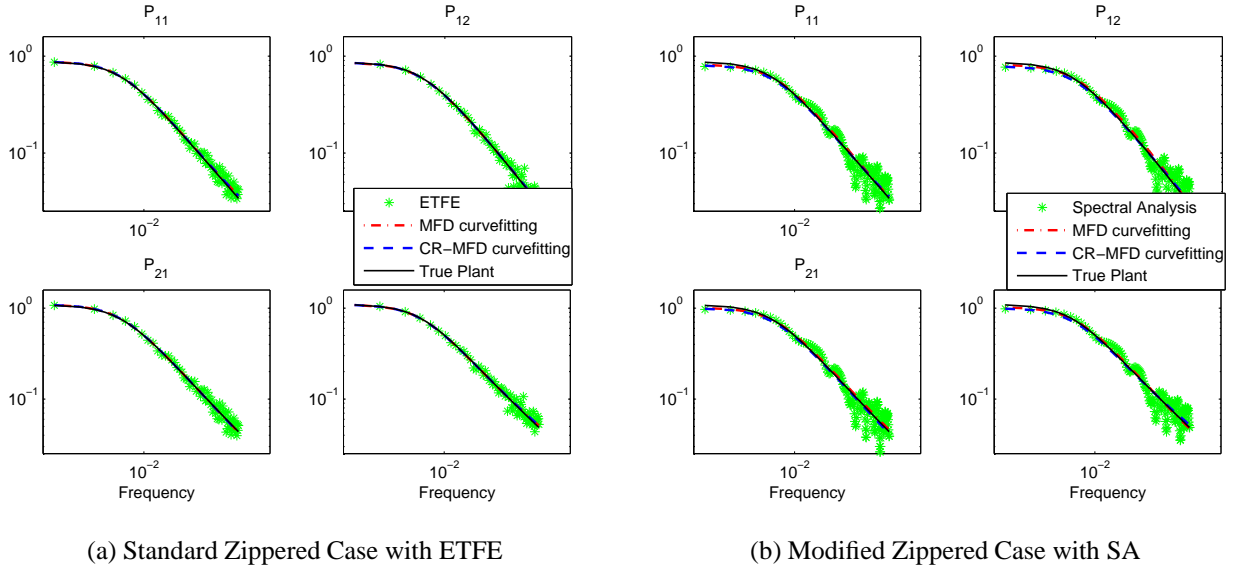 P11
P12
10^0
10^-1
10^-2
ETFE
MFD curvefitting
CR−MFD curvefitting
True Plant
P21
10^0
10^-1
10^-2
10^-2
Frequency
Frequency
(a) Standard Zippered Case with ETFE
P11
P12
10^0
10^0
10^-1
10^-1
10^-2
Spectral Analysis
MFD curvefitting
CR−MFD curvefitting
True Plant
P21
10^0
10^0
10^-1
10^-1
10^-2
10^-2
Frequency
Frequency
(b) Modified Zippered Case with SA